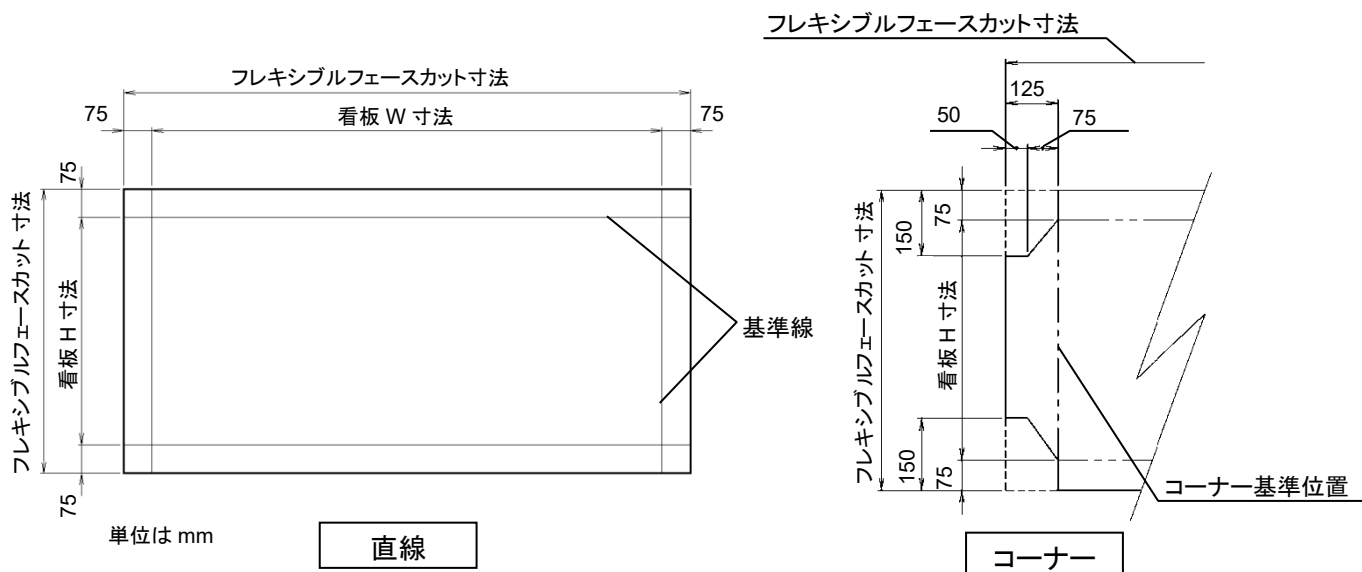 フレキシブルフェースカット寸法
75
看板 W 寸法
75
75
フレキシブルフェースカット 寸法
看板 H 寸法
75
基準線
単位は mm
直線
フレキシブルフェースカット寸法
125
50
75
フレキシブルフェースカット 寸法
150
75
看板 H 寸法
150
75
コーナー基準位置
コーナー